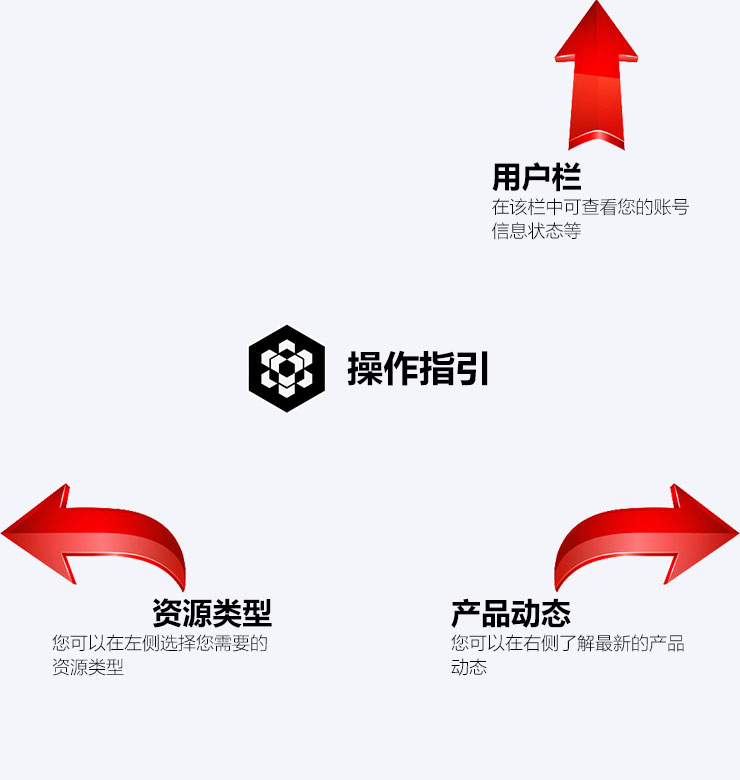 用户栏
在该栏中可查看您的账号
信息状态等
操作指引
资源类型
您可以在左侧选择您需要的
资源类型
产品动态
您可以在右侧了解最新的产品
动态